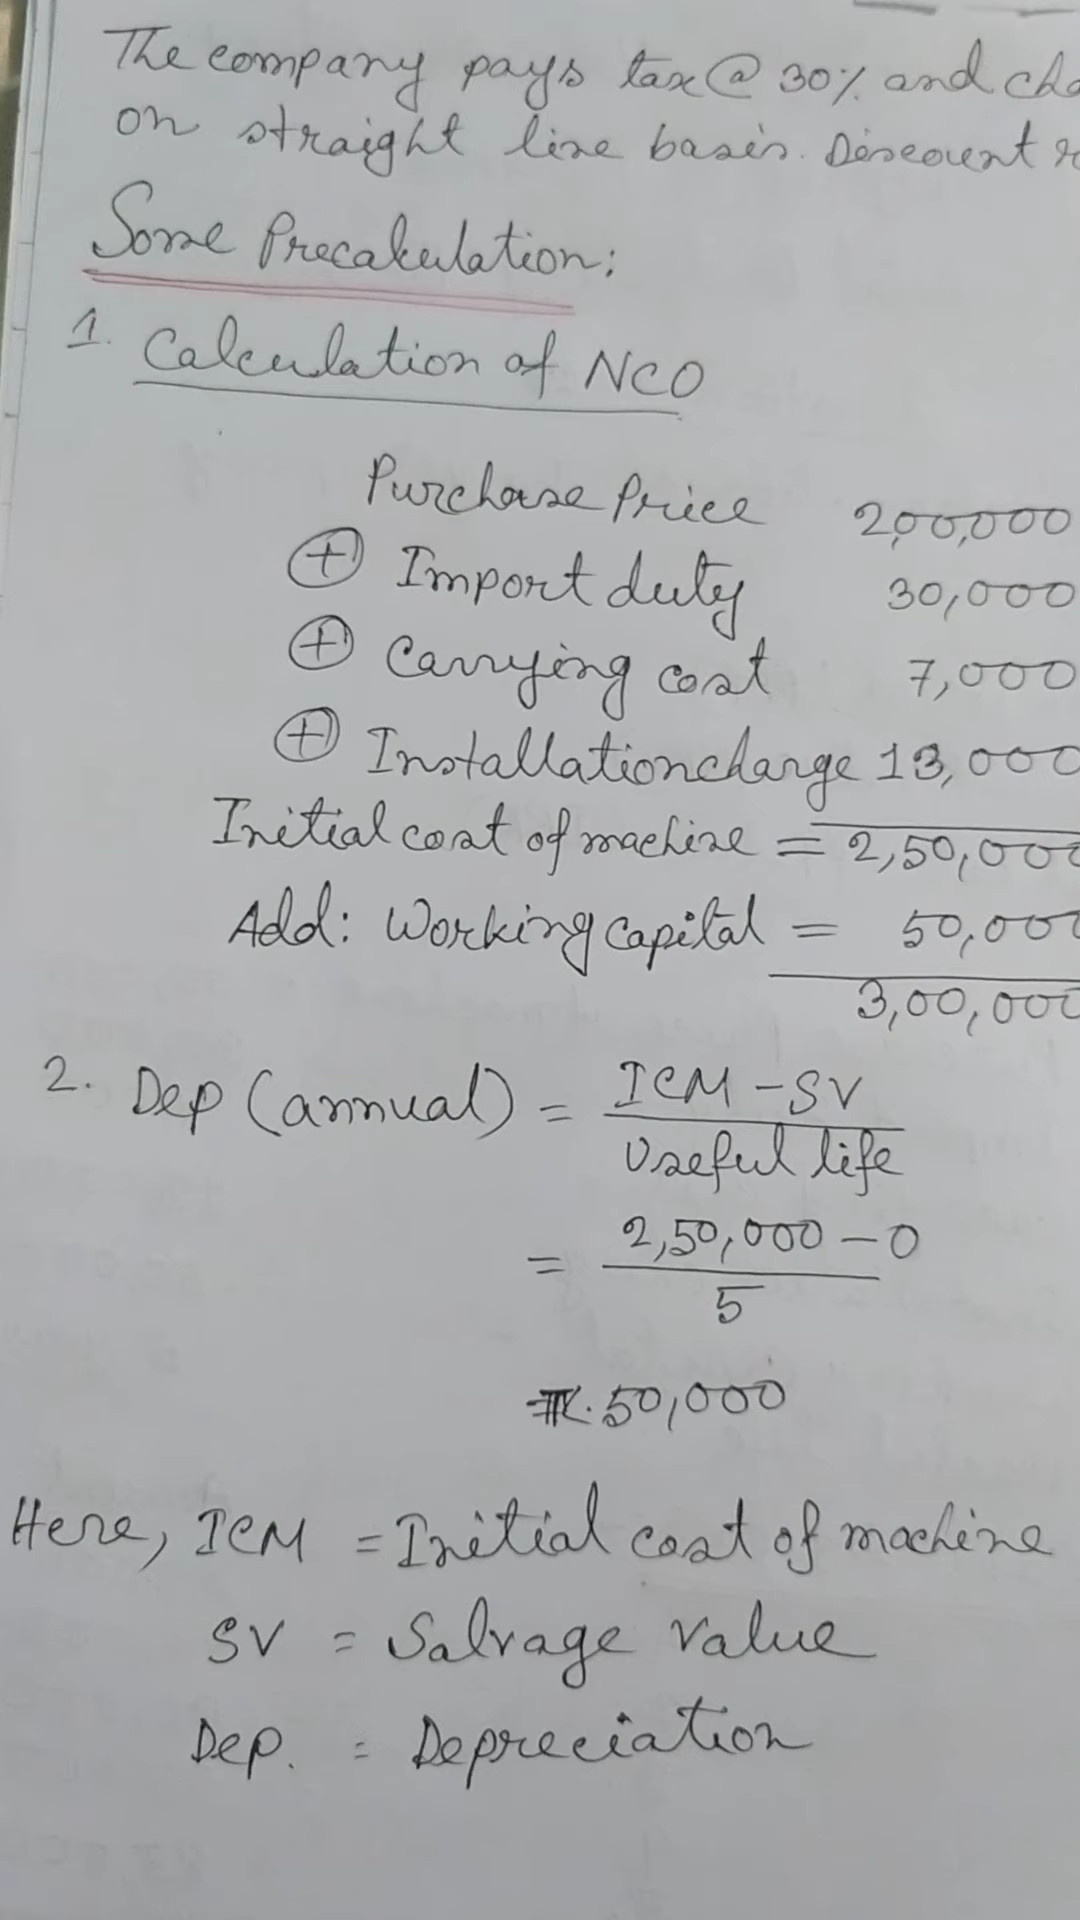 The company pays tax @ 30% and
on straight line basis. Discount
Some Precalculation:
1. Calculation of NCO
Purchase Price 2,00,000
+ Import duty 30,000
+ Carrying cost 7,000
+ Installation charge 13,000
Initial cost of machine = 2,50,000
Add: Working capital = 50,000
3,00,000
2. Dep (annual) = ICM - SV
Useful life
= 2,50,000 - 0
5
= 50,000
Here, ICM = Initial cost of machine
SV = Salvage Value
Dep. = Depreciation